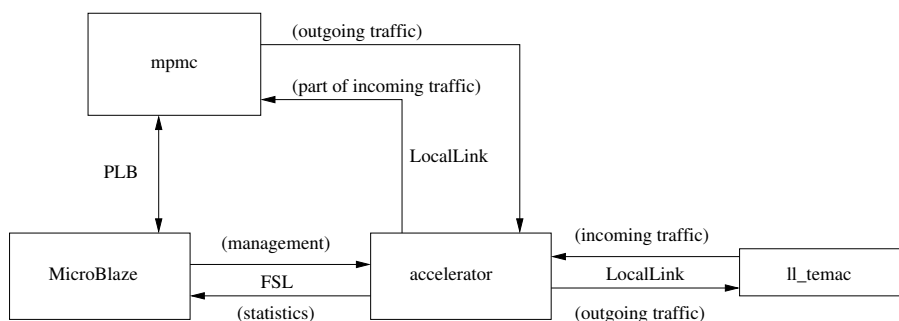 (outgoing traffic)
mpmc
(part of incoming traffic)
LocalLink
PLB
(management)
(incoming traffic)
MicroBlaze
FSL
accelerator
LocalLink
ll_temac
(statistics)
(outgoing traffic)